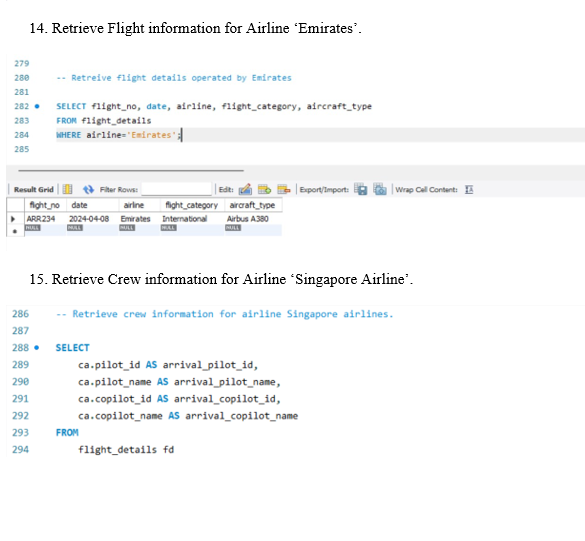 14. Retrieve Flight information for Airline ‘Emirates’.
279
280 -- Retreive flight details operated by Emirates
281
282 SELECT flight_no, date, airline, flight_category, aircraft_type
283 FROM flight_details
284 WHERE airline='Emirates';
285
Result Grid Filter Rows: Edit: Export/Import: Wrap Cell Content:
flight_no date airline flight_category aircraft_type
ARR234 2024-04-08 Emirates International Airbus A380
NULL NULL NULL NULL NULL
15. Retrieve Crew information for Airline ‘Singapore Airline’.
286 -- Retrieve crew information for airline Singapore airlines.
287
288 SELECT
289 ca.pilot_id AS arrival_pilot_id,
290 ca.pilot_name AS arrival_pilot_name,
291 ca.copilot_id AS arrival_copilot_id,
292 ca.copilot_name AS arrival_copilot_name
293 FROM
294 flight_details fd